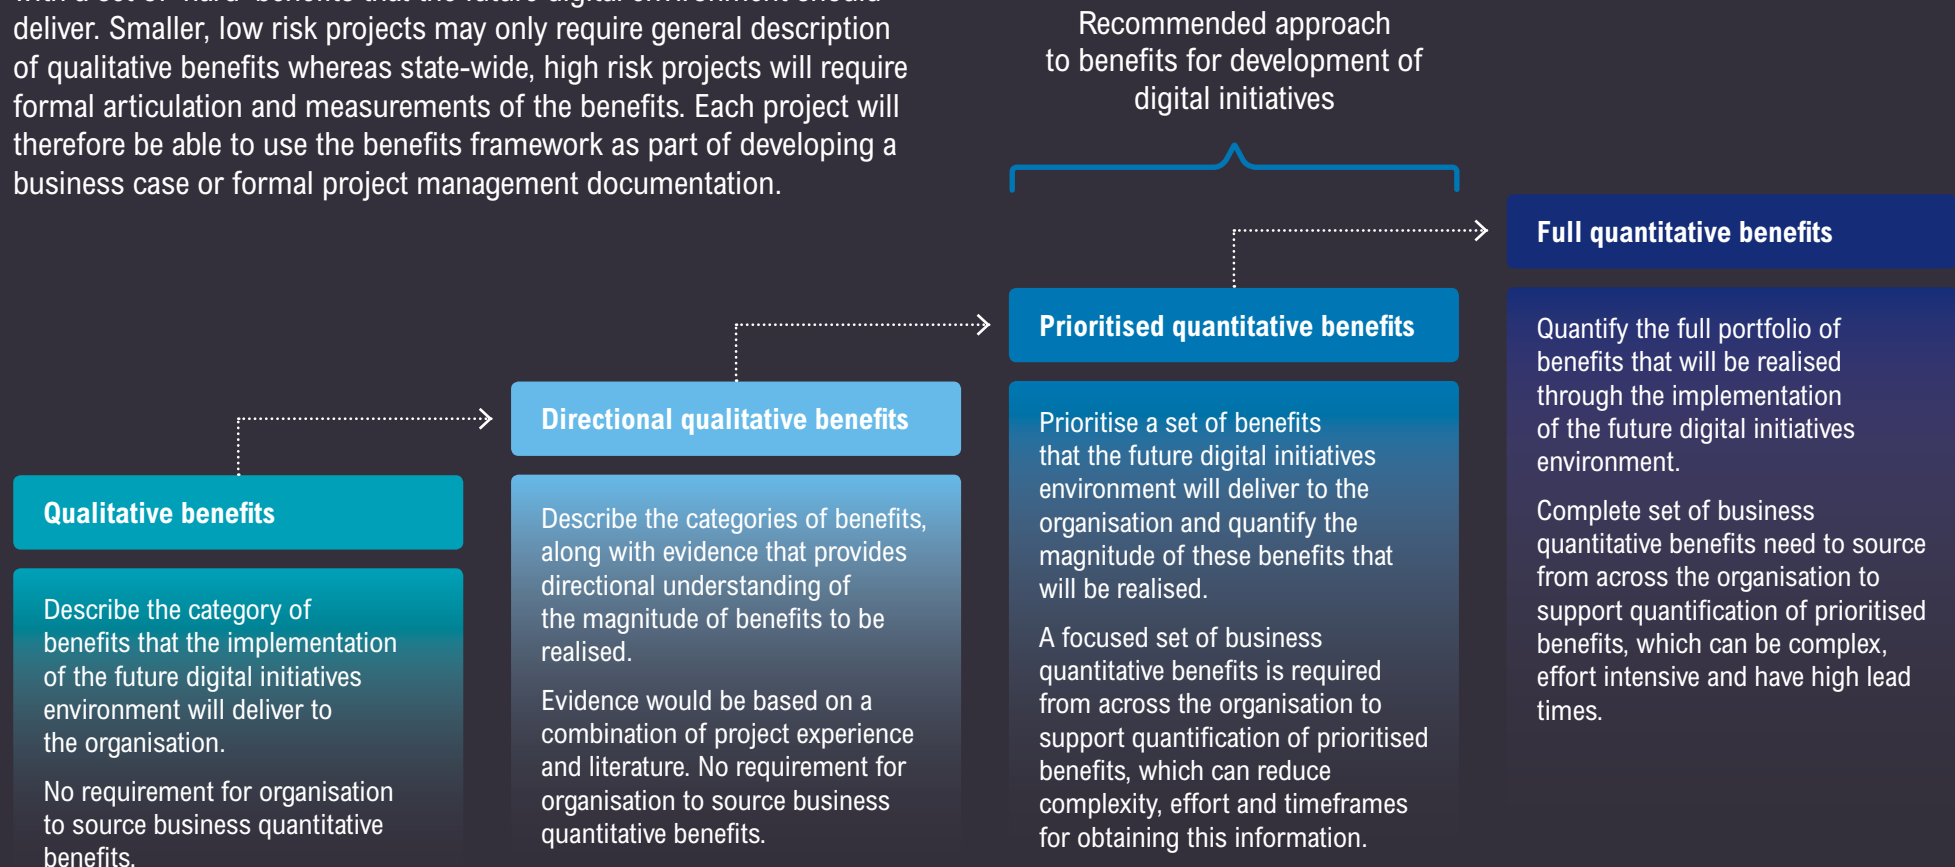 with a set of ‘hard’ benefits that the future digital environment should
deliver. Smaller, low risk projects may only require general description
of qualitative benefits whereas state-wide, high risk projects will require
formal articulation and measurements of the benefits. Each project will
therefore be able to use the benefits framework as part of developing a
business case or formal project management documentation.
Recommended approach
to benefits for development of
digital initiatives
Qualitative benefits
Describe the category of
benefits that the implementation
of the future digital initiatives
environment will deliver to
the organisation.
No requirement for organisation
to source business quantitative
benefits.
Directional qualitative benefits
Describe the categories of benefits,
along with evidence that provides
directional understanding of
the magnitude of benefits to be
realised.
Evidence would be based on a
combination of project experience
and literature. No requirement for
organisation to source business
quantitative benefits.
Prioritised quantitative benefits
Prioritise a set of benefits
that the future digital initiatives
environment will deliver to the
organisation and quantify the
magnitude of these benefits that
will be realised.
A focused set of business
quantitative benefits is required
from across the organisation to
support quantification of prioritised
benefits, which can reduce
complexity, effort and timeframes
for obtaining this information.
Full quantitative benefits
Quantify the full portfolio of
benefits that will be realised
through the implementation
of the future digital initiatives
environment.
Complete set of business
quantitative benefits need to source
from across the organisation to
support quantification of prioritised
benefits, which can be complex,
effort intensive and have high lead
times.